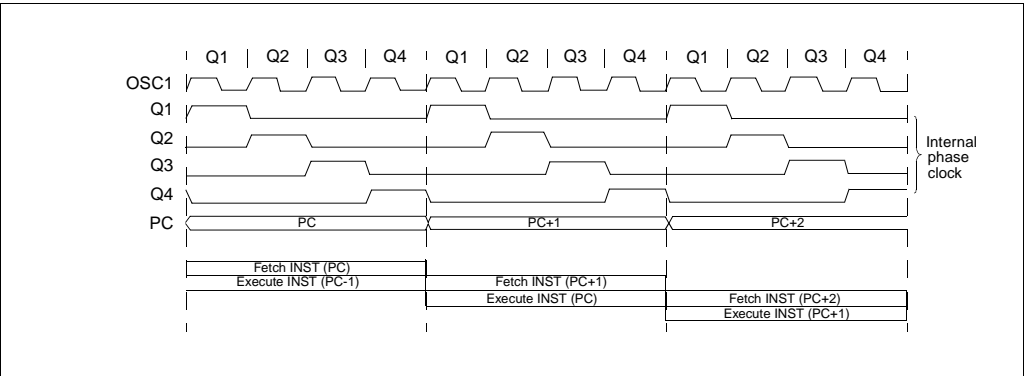 Q1 Q2 Q3 Q4 Q1 Q2 Q3 Q4 Q1 Q2 Q3 Q4
OSC1
Q1
Q2
Q3
Q4
PC
Internal
phase
clock
PC PC+1 PC+2
Fetch INST (PC)
Execute INST (PC-1) Fetch INST (PC+1)
Execute INST (PC) Fetch INST (PC+2)
Execute INST (PC+1)